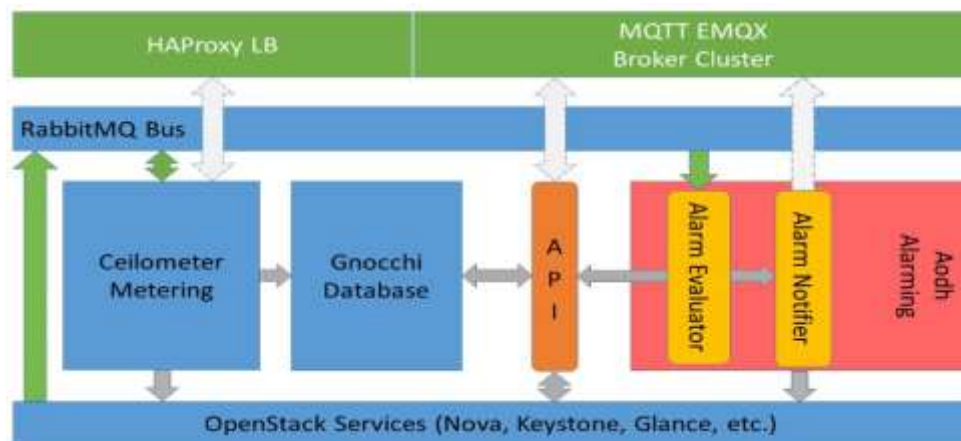 HAProxy LB
MQTT EMQX
Broker Cluster
RabbitMQ Bus
Ceilometer
Metering
Gnocchi
Database
A
P
I
Alarm Evaluator
Alarm Notifier
Aodh
Alarming
OpenStack Services (Nova, Keystone, Glance, etc.)